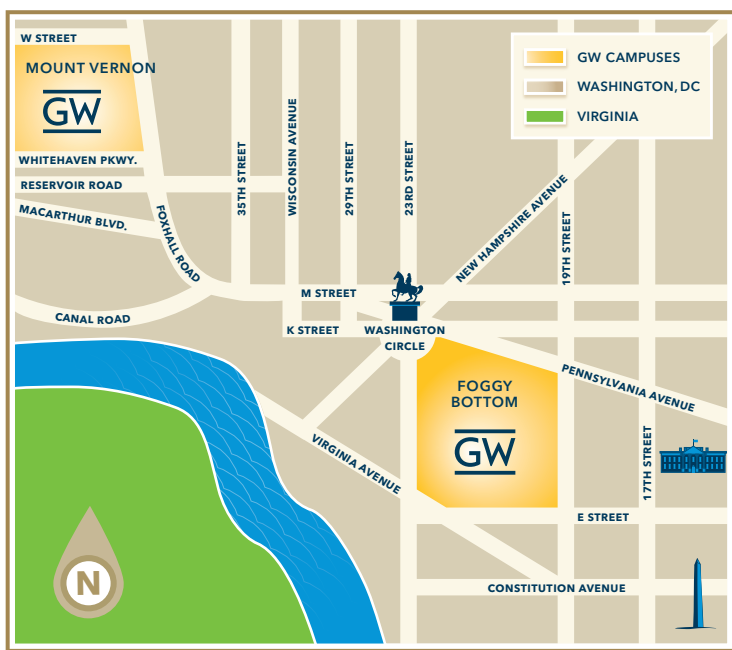 W STREET
MOUNT VERNON
GW
WHITEHAVEN PKWY.
RESERVOIR ROAD
MACARTHUR BLVD.
FOXHALL ROAD
CANAL ROAD
35TH STREET
WISCONSIN AVENUE
29TH STREET
23RD STREET
NEW HAMPSHIRE AVENUE
19TH STREET
GW CAMPUSES
WASHINGTON, DC
VIRGINIA
M STREET
K STREET
WASHINGTON
CIRCLE
FOGGY
BOTTOM
GW
PENNSYLVANIA AVENUE
VIRGINIA AVENUE
17TH STREET
E STREET
CONSTITUTION AVENUE
N